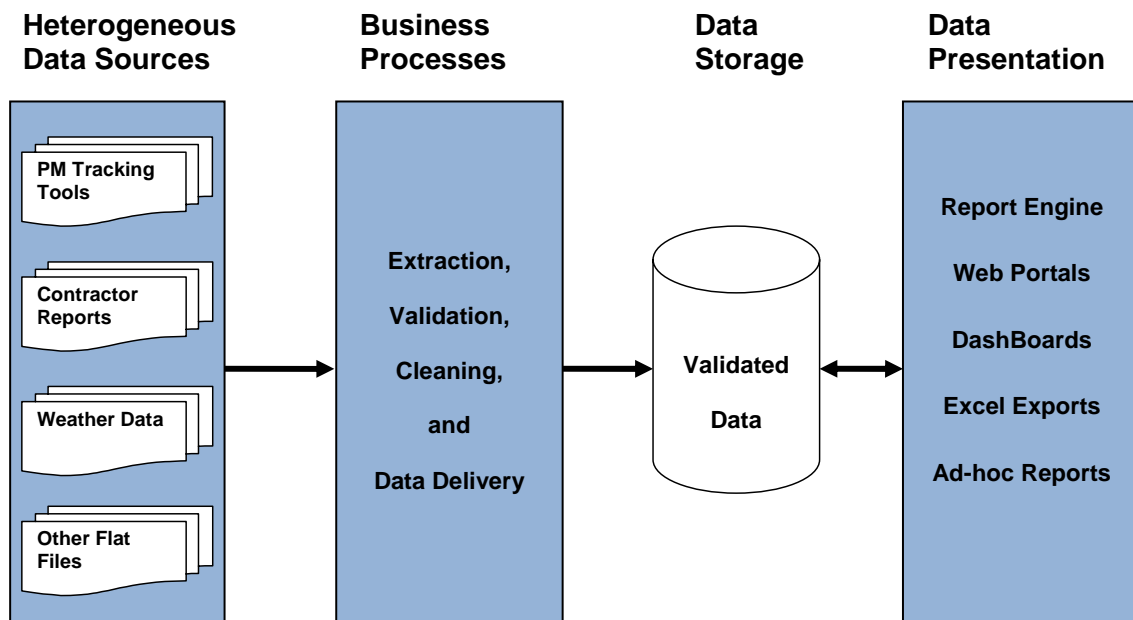 Heterogeneous
Data Sources
Business
Processes
Data
Storage
Data
Presentation
PM Tracking
Tools
Contractor
Reports
Weather Data
Other Flat
Files
Extraction,
Validation,
Cleaning,
and
Data Delivery
Validated
Data
Report Engine
Web Portals
DashBoards
Excel Exports
Ad-hoc Reports